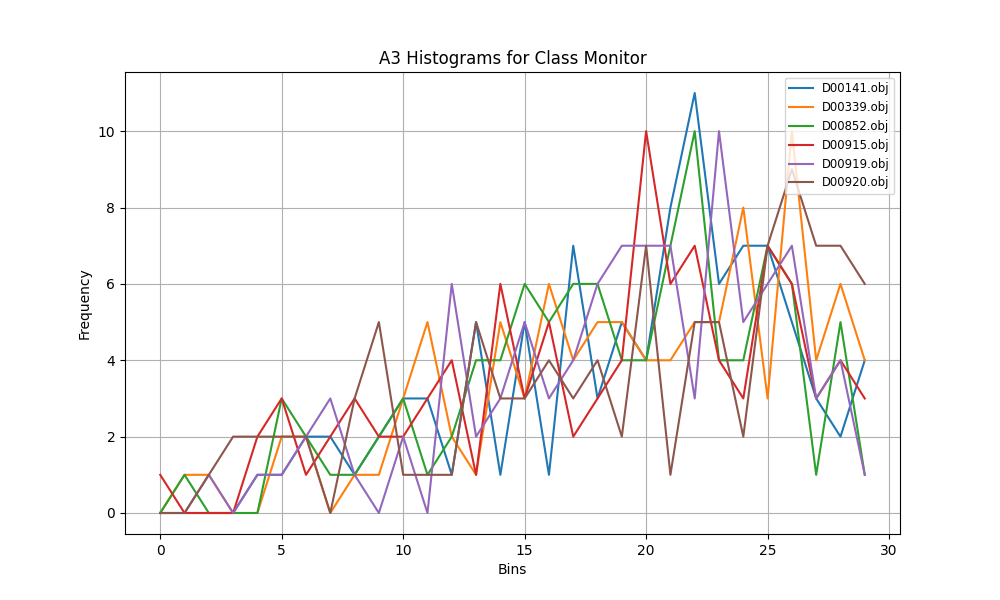 A3 Histograms for Class Monitor
D00141.obj
D00339.obj
D00852.obj
D00915.obj
D00919.obj
D00920.obj
Frequency
10
8
6
4
2
0
0 5 10 15 20 25 30
Bins